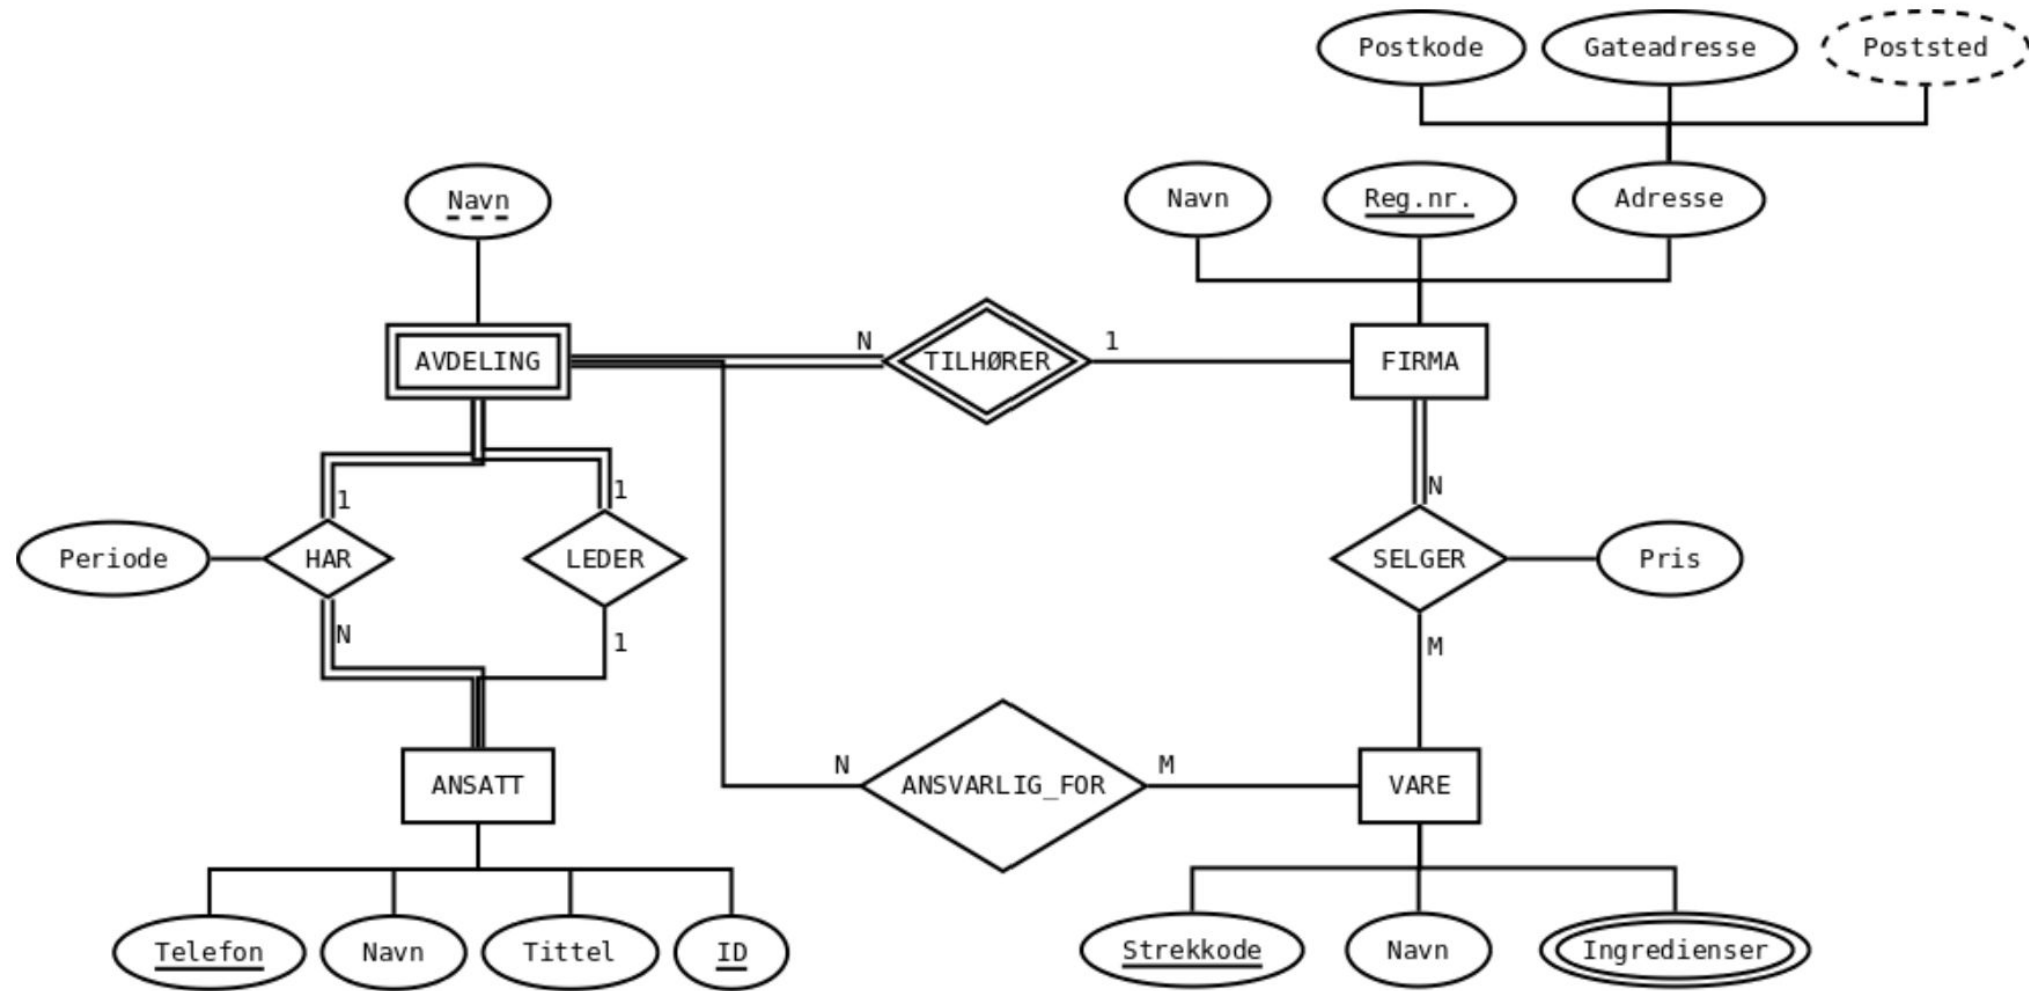 Postkode Gateadresse Poststed
Navn Navn Reg.nr. Adresse
AVDELING N TILHØRER 1 FIRMA
1 1 N
Periode HAR LEDER SELGER Pris
N 1 M
N M
ANSATT ANSVARLIG_FOR VARE
Telefon Navn Tittel ID Strekkode Navn Ingredienser